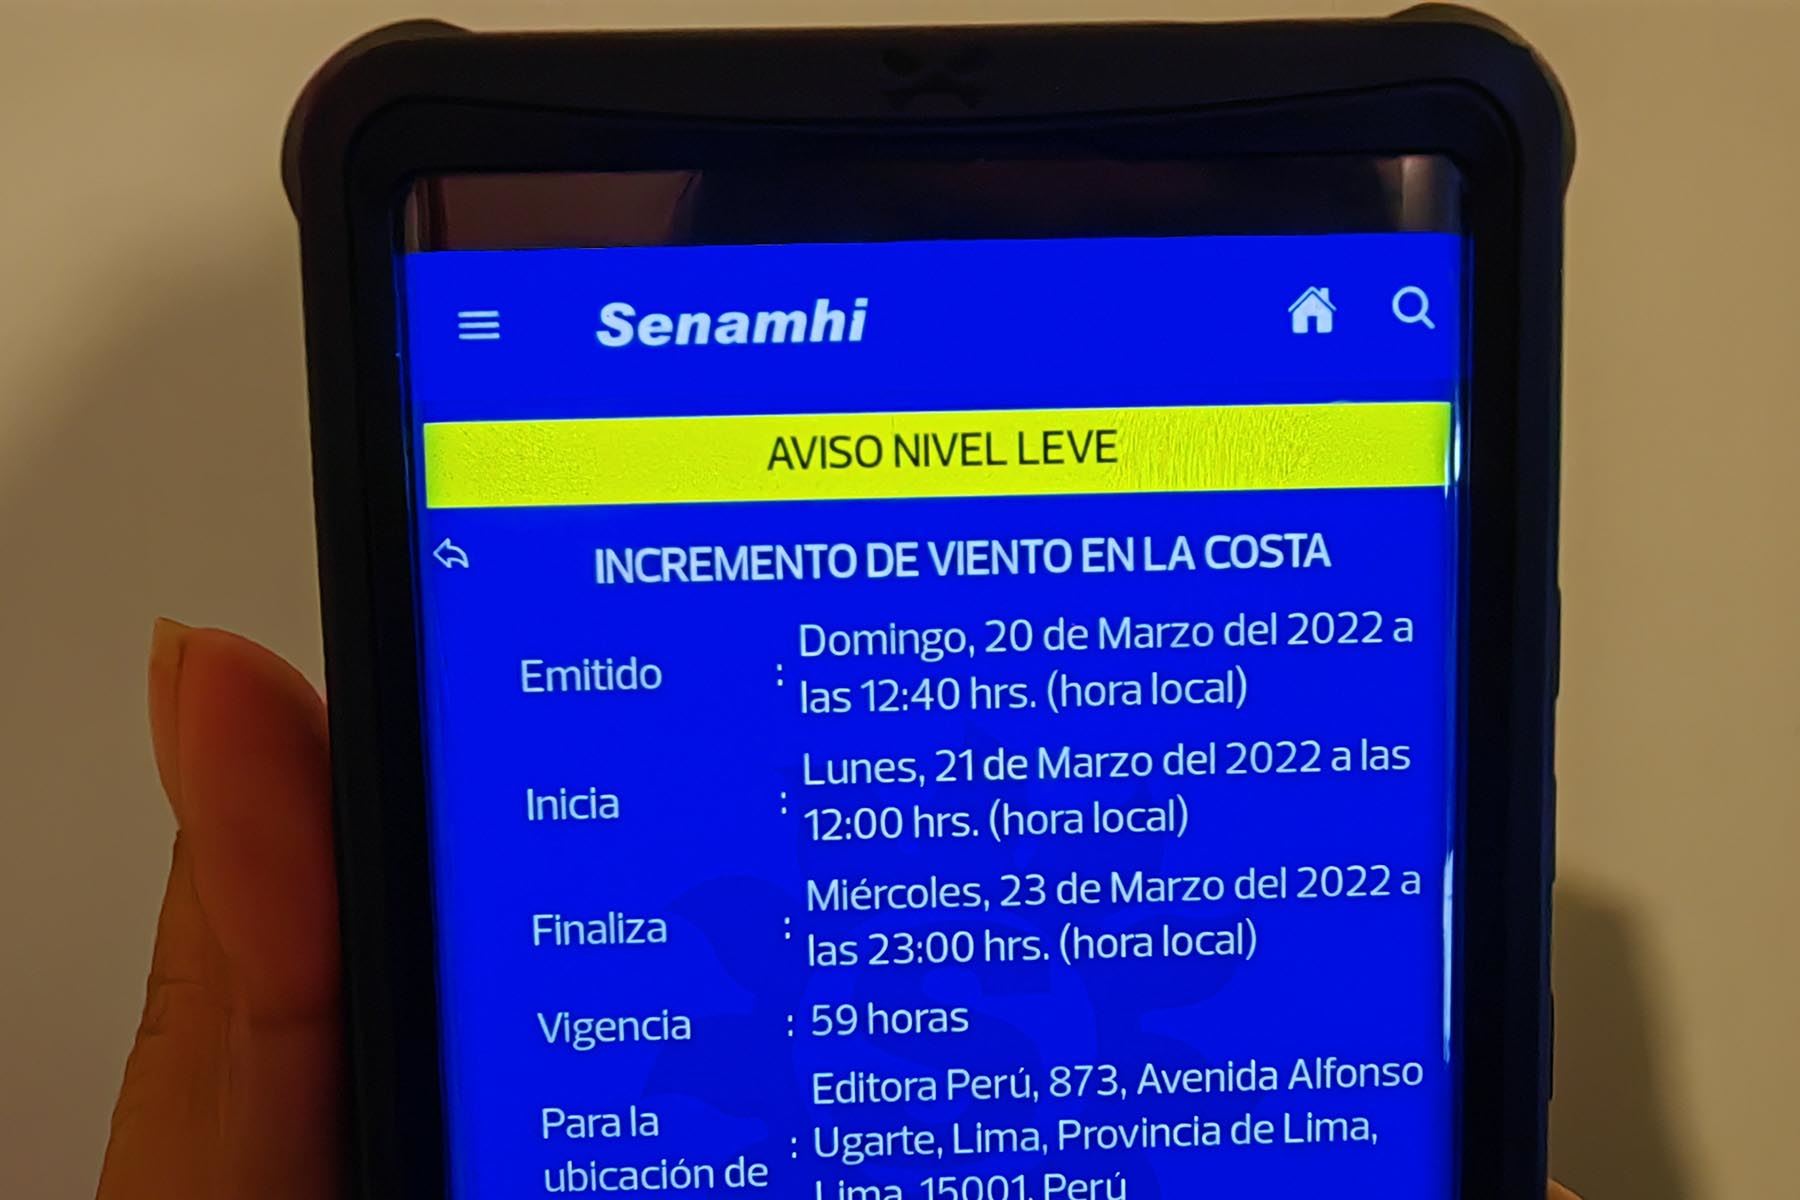 Senamhi
AVISO NIVEL LEVE
INCREMENTO DE VIENTO EN LA COSTA
Emitido : Domingo, 20 de Marzo del 2022 a
las 12:40 hrs. (hora local)
Inicia : Lunes, 21 de Marzo del 2022 a las
12:00 hrs. (hora local)
Finaliza : Miércoles, 23 de Marzo del 2022 a
las 23:00 hrs. (hora local)
Vigencia : 59 horas
Para la
ubicación de : Editora Perú, 873, Avenida Alfonso
Ugarte, Lima, Provincia de Lima,
Lima, 15001, Perú